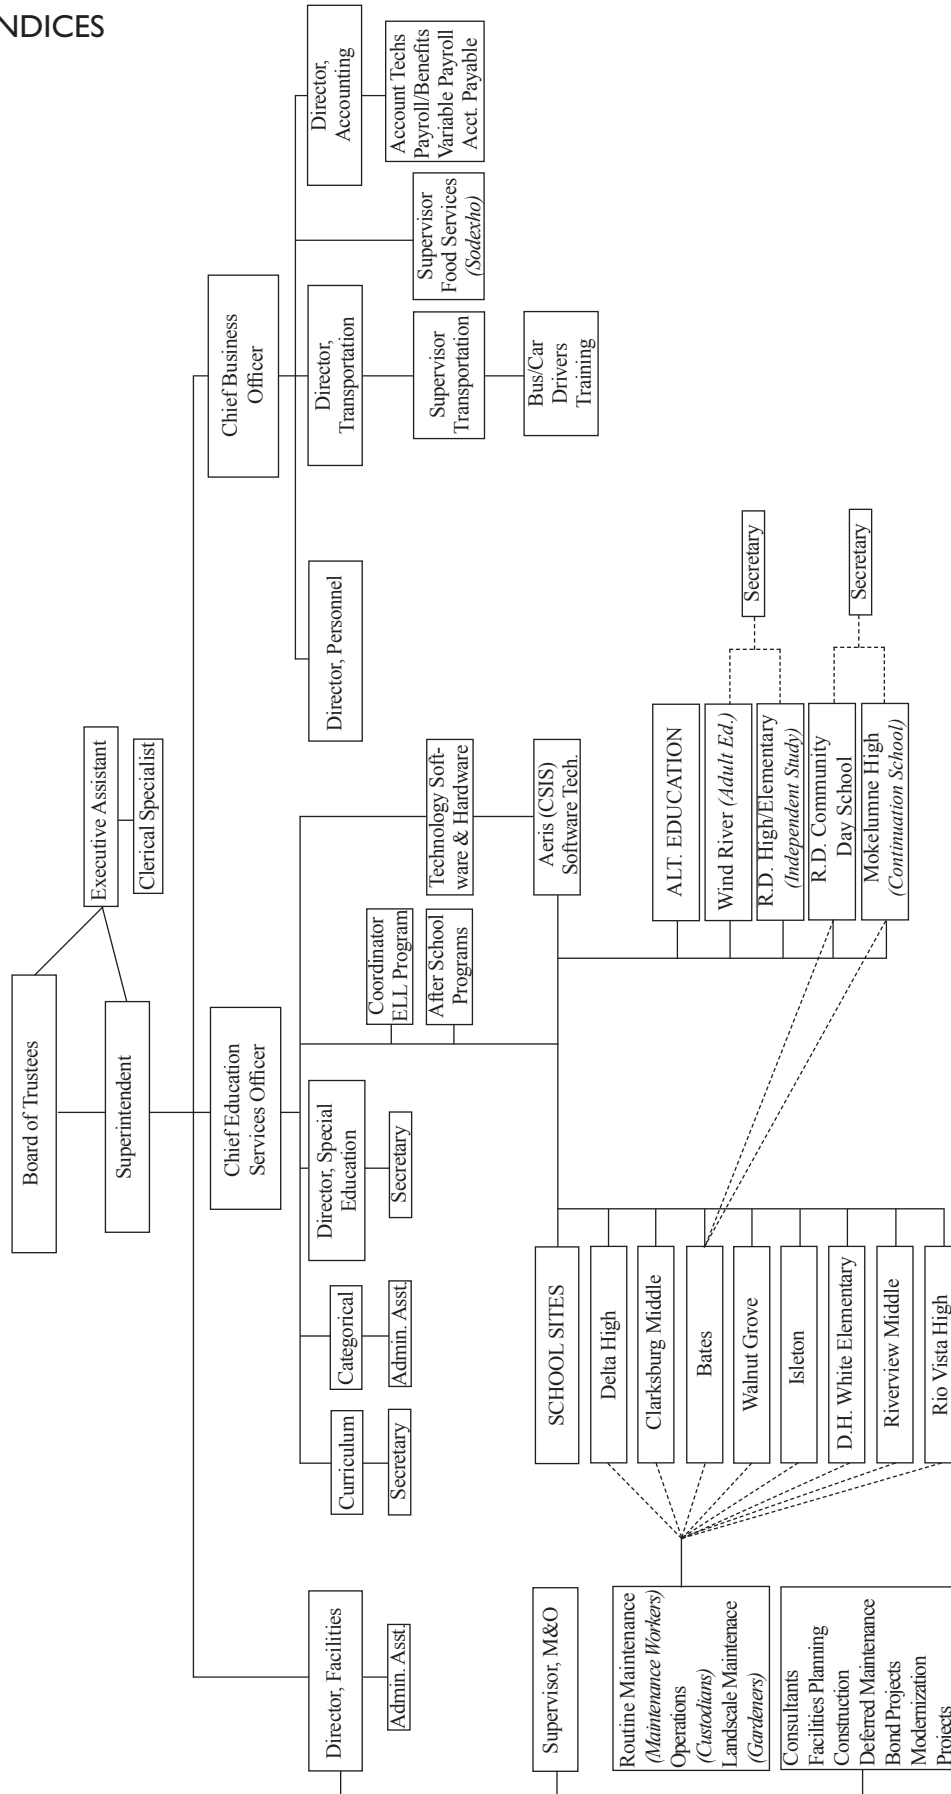 NDICES
Board of Trustees
Superintendent
Executive Assistant
Clerical Specialist
Director, Facilities
Admin. Asst.
Chief Education
Services Officer
Chief Business
Officer
Curriculum
Secretary
Categorical
Admin. Asst.
Director, Special
Education
Secretary
Coordinator
ELL Program
After School
Programs
Technology Soft-
ware & Hardware
Aeris (CSIS)
Software Tech.
Director, Personnel
Director,
Transportation
Supervisor
Transportation
Bus/Car
Drivers
Training
Supervisor
Food Services
(Sodexho)
Director,
Accounting
Account Techs
Payroll/Benefits
Variable Payroll
Acct. Payable
Supervisor, M&O
Routine Maintenance
(Maintenance Workers)
Operations
(Custodians)
Landscale Maintenace
(Gardeners)
Consultants
Facilities Planning
Construction
Deferred Maintenance
Bond Projects
Modernization
Projects
SCHOOL SITES
Delta High
Clarksburg Middle
Bates
Walnut Grove
Isleton
D.H. White Elementary
Riverview Middle
Rio Vista High
ALT. EDUCATION
Wind River (Adult Ed.)
R.D. High/Elementary
(Independent Study)
R.D. Community
Day School
Mokelumne High
(Continuation School)
Secretary
Secretary